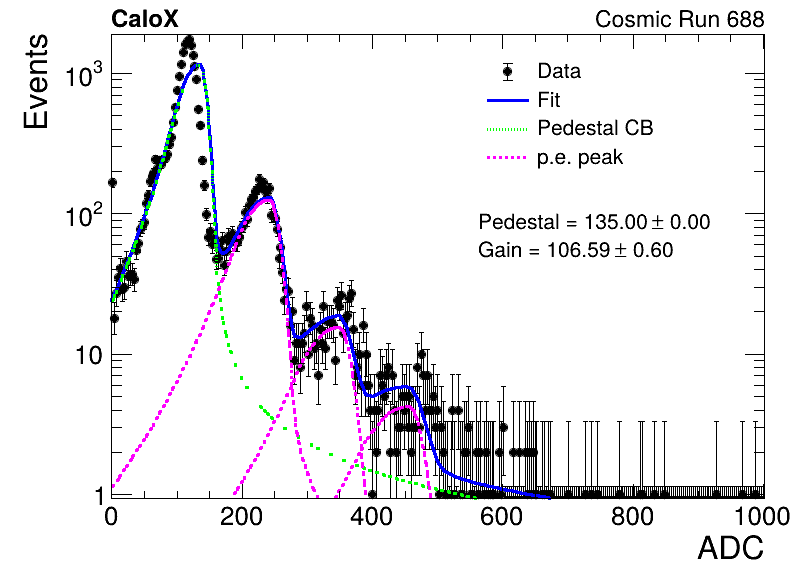 CaloX Cosmic Run 688
Events
Data
Fit
Pedestal CB
p.e. peak
Pedestal = 135.00 ± 0.00
Gain = 106.59 ± 0.60
10³
10²
10
1
0 200 400 600 800 1000
ADC